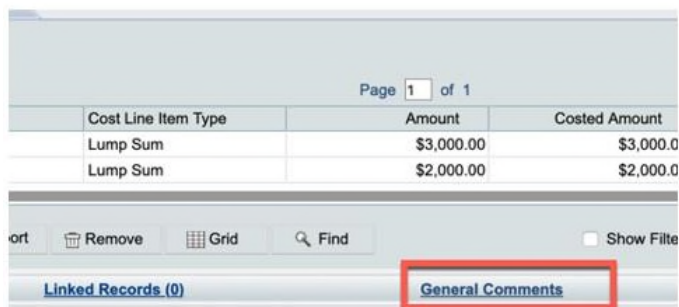 Page 1 of 1
Cost Line Item Type Amount Costed Amount
Lump Sum $3,000.00 $3,000.0
Lump Sum $2,000.00 $2,000.0
ort Remove Grid Find Show Filte
Linked Records (0) General Comments